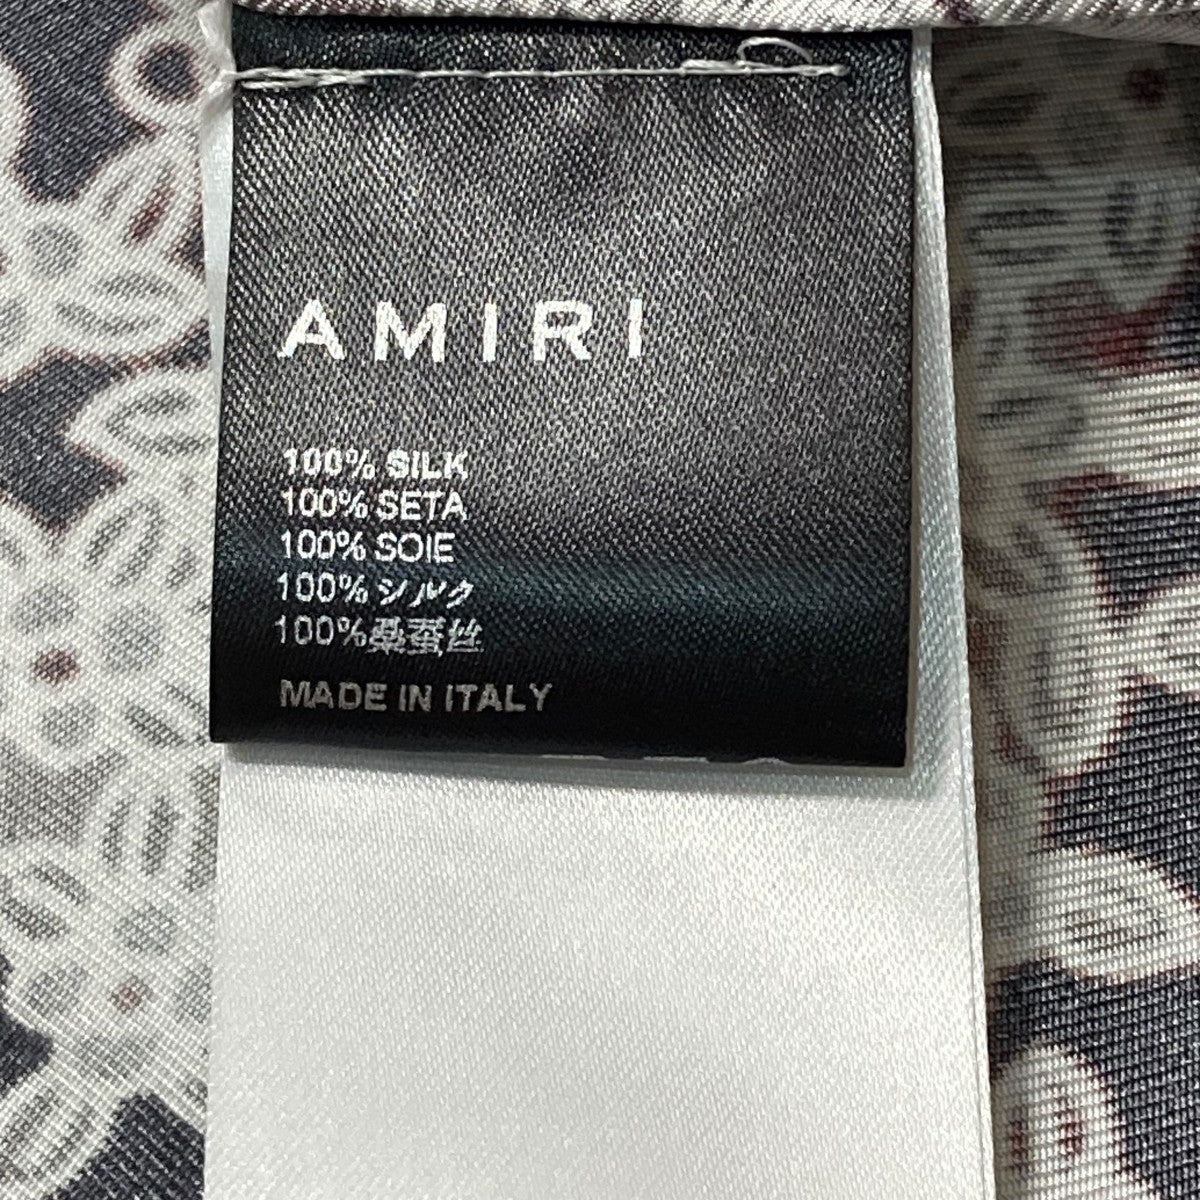 AMIRI
100% SILK
100% SETA
100% SOIE
100% シルク
100%桑蚕丝
MADE IN ITALY